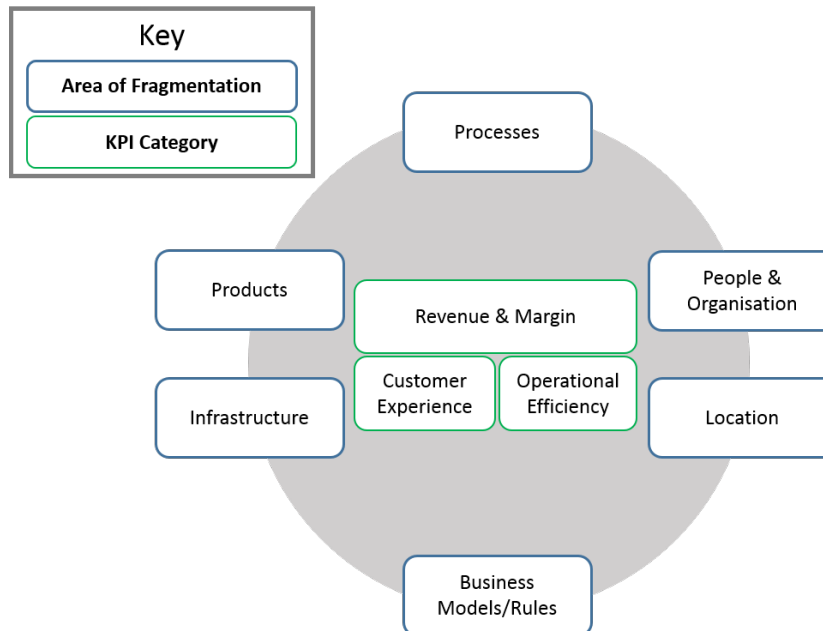 Key
Area of Fragmentation
KPI Category
Processes
Products
People &
Organisation
Revenue & Margin
Customer
Experience
Operational
Efficiency
Infrastructure
Location
Business
Models/Rules